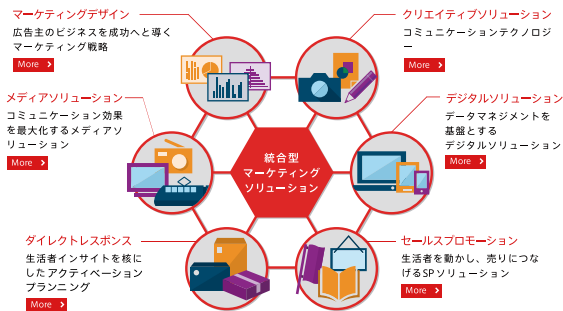 マーケティングデザイン
広告主のビジネスを成功へと導く
マーケティング戦略
More
クリエイティブソリューション
コミュニケーションテクノロジ
ー
More
メディアソリューション
コミュニケーション効果
を最大化するメディアソ
リューション
More
統合型
マーケティング
ソリューション
デジタルソリューション
データマネジメントを
基盤とする
デジタルソリューション
More
ダイレクトレスポンス
生活者インサイトを核に
したアクティベーション
プランニング
More
セールスプロモーション
生活者を動かし、売りにつな
げるSPソリューション
More